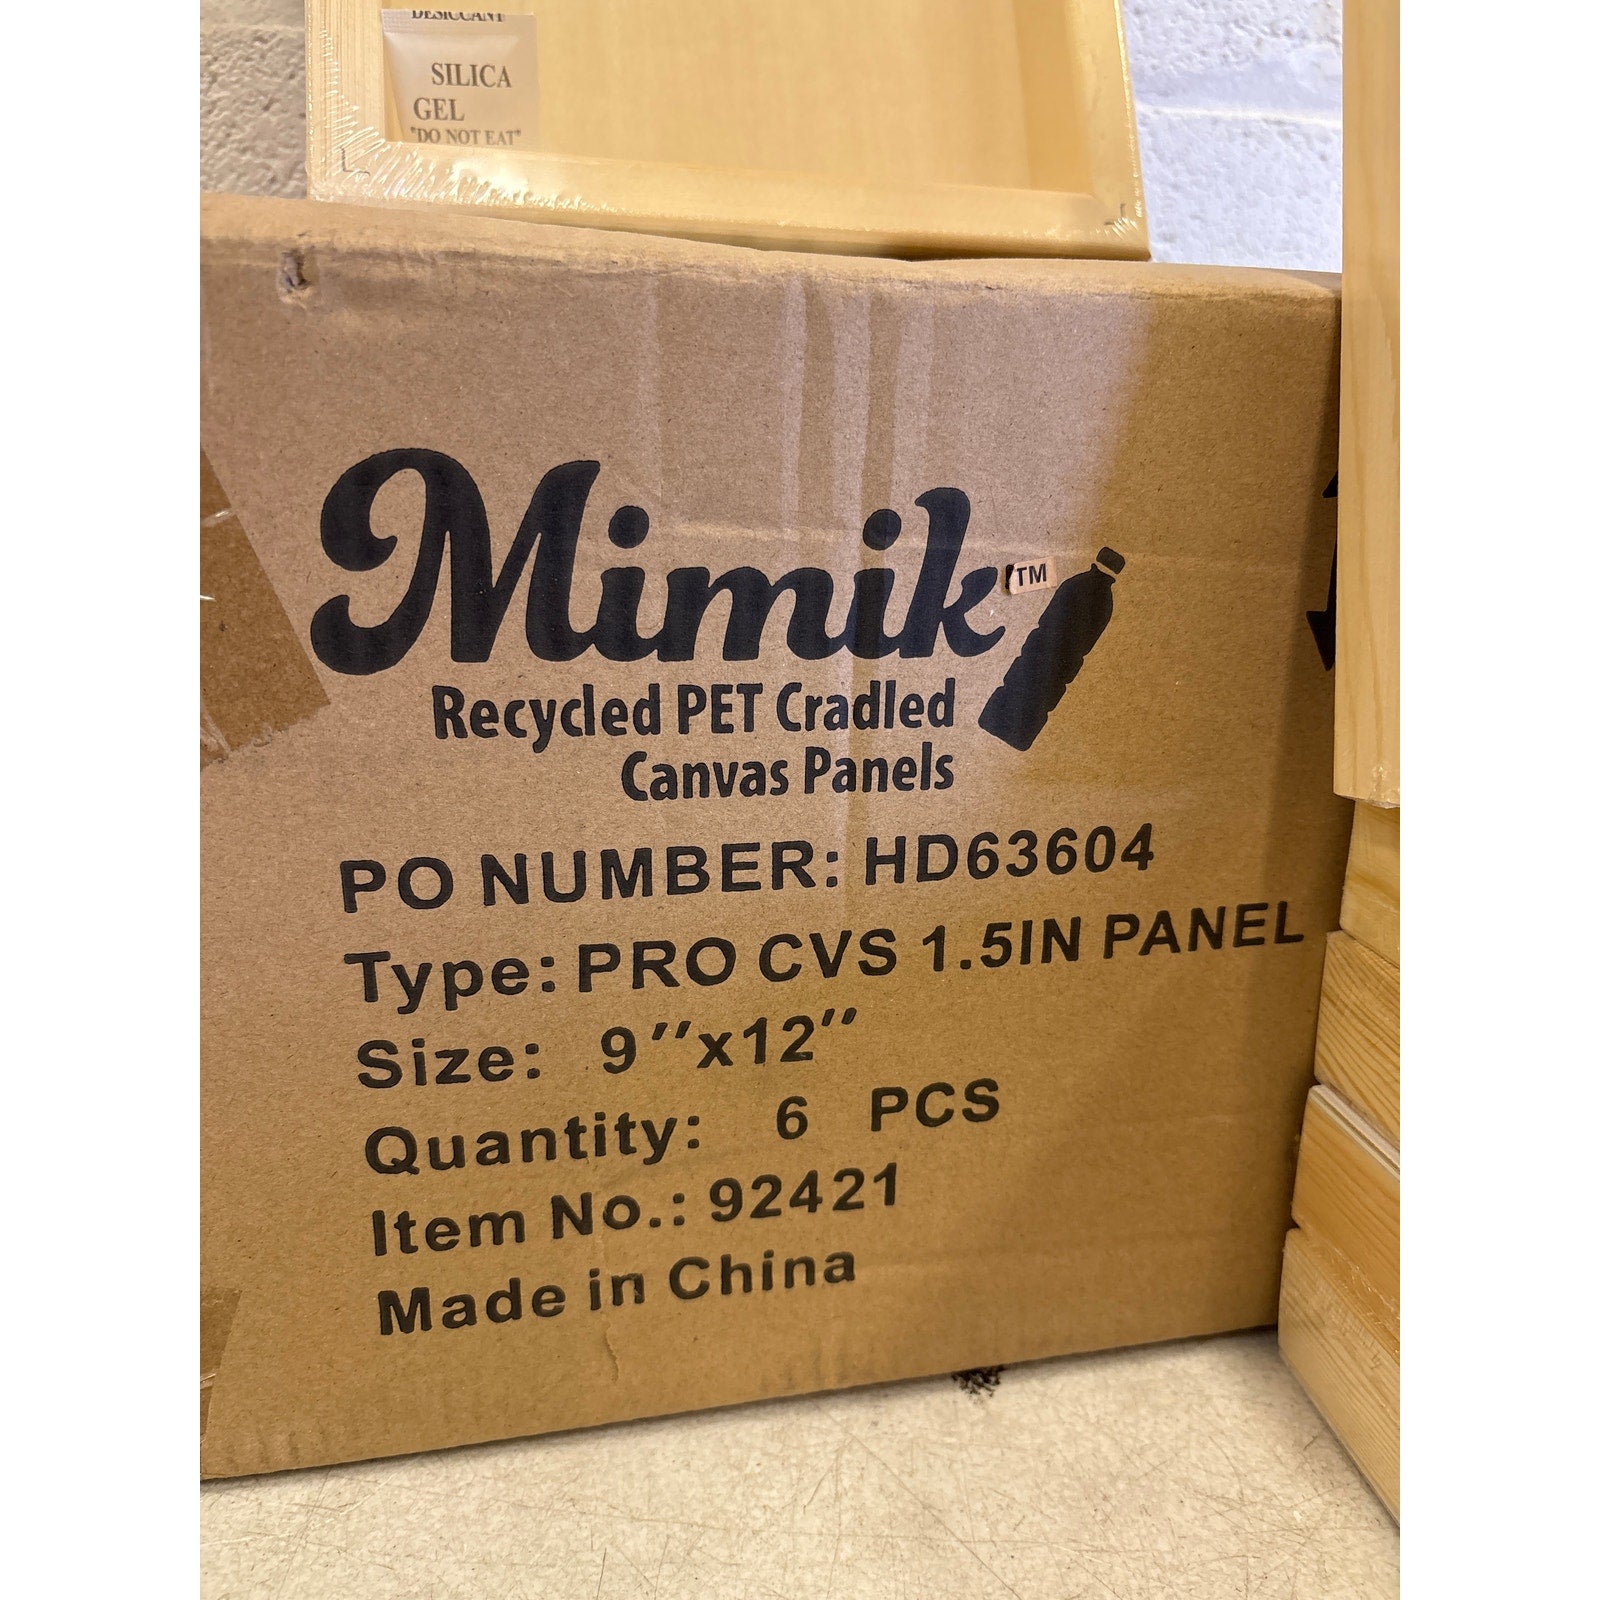 DESICCANT
SILICA
GEL
"DO NOT EAT"
Mimik™
Recycled PET Cradled
Canvas Panels
PO NUMBER: HD63604
Type: PRO CVS 1.5IN PANEL
Size: 9″x12″
Quantity: 6 PCS
Item No.: 92421
Made in China